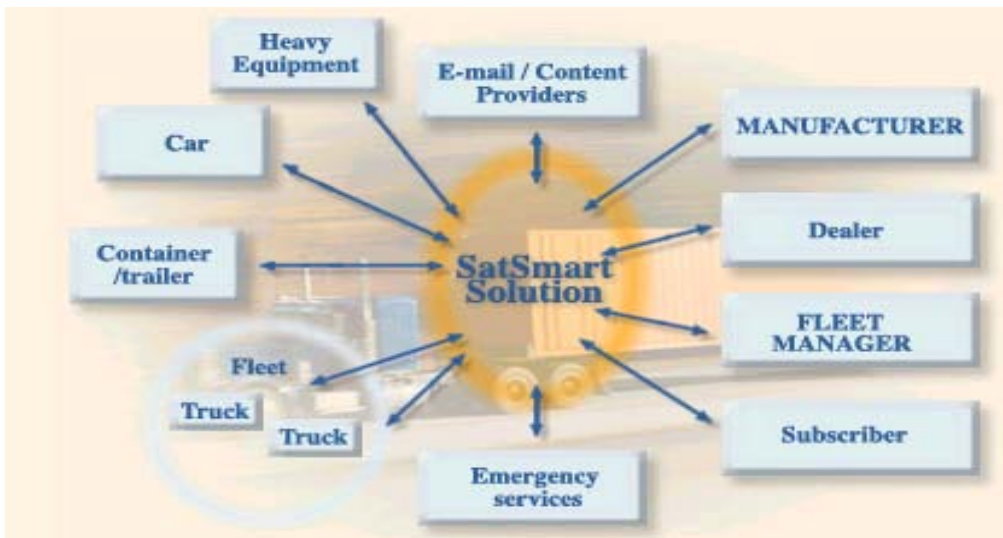 Heavy
Equipment
E-mail / Content
Providers
MANUFACTURER
Car
Dealer
Container
/trailer
SatSmart
Solution
FLEET
MANAGER
Fleet
Truck
Truck
Subscriber
Emergency
services